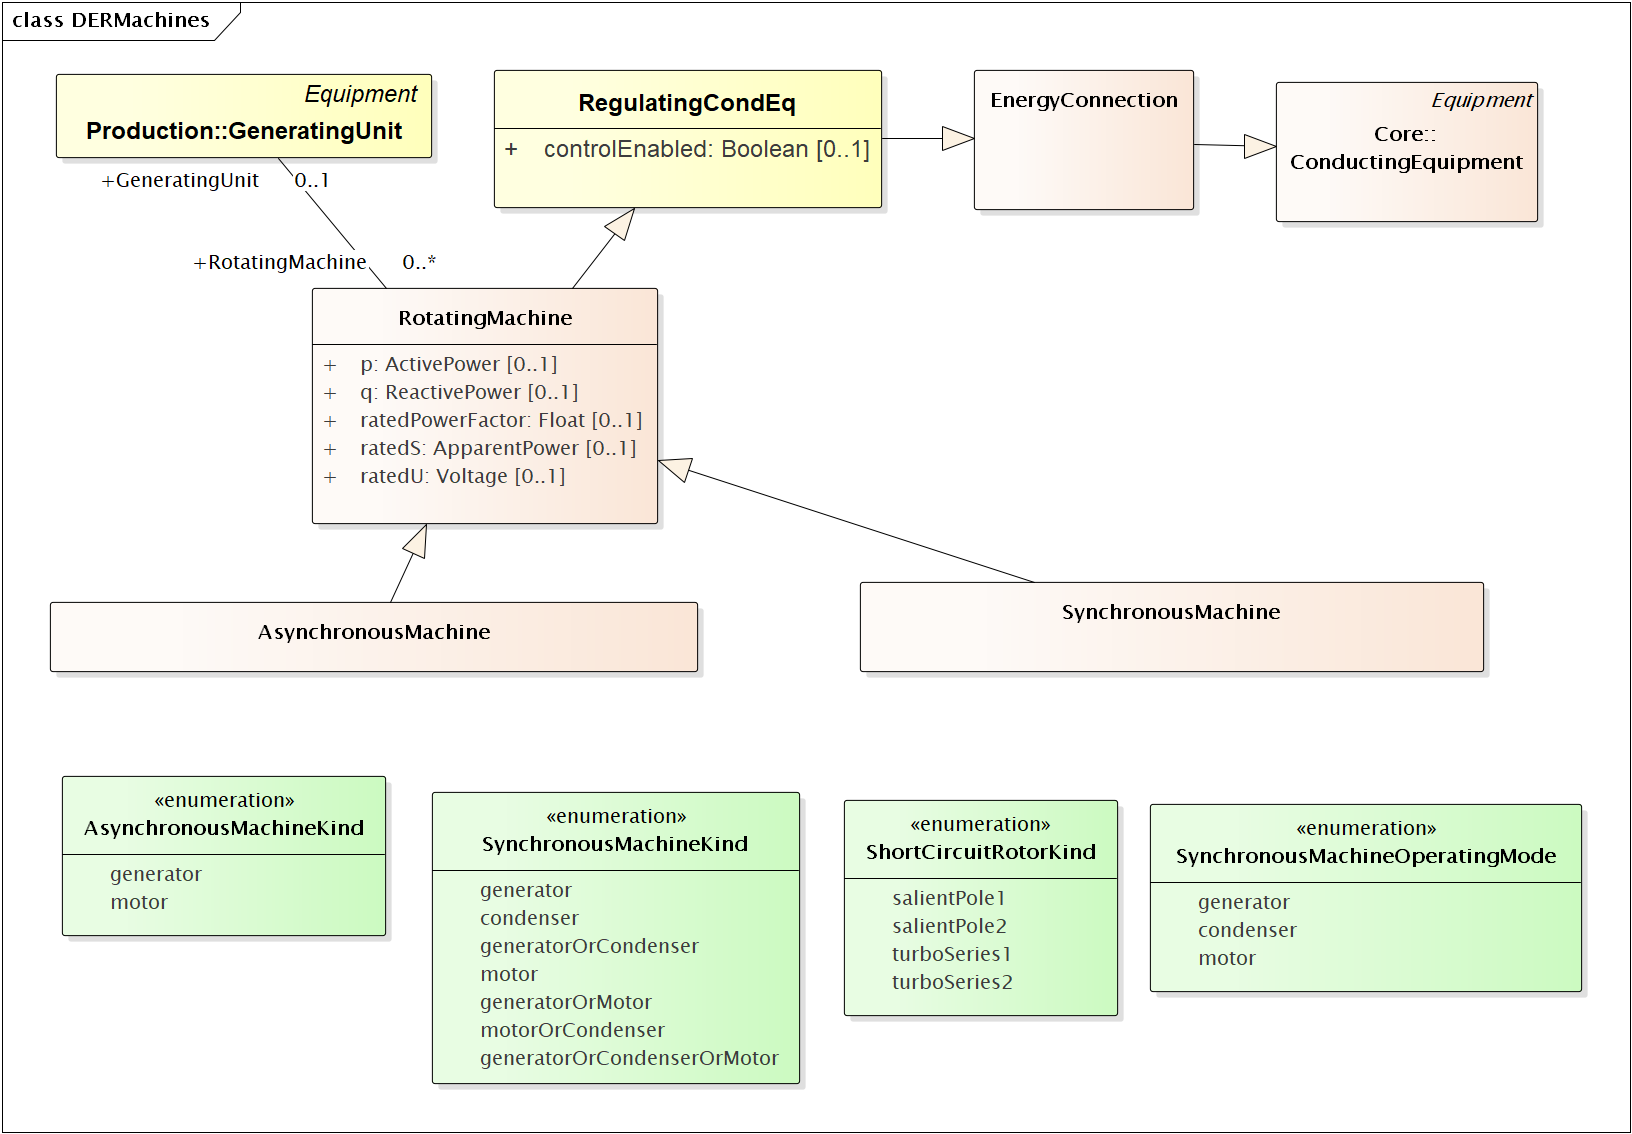 class DERMachines
Equipment
Production::GeneratingUnit
+GeneratingUnit 0..1
+RotatingMachine 0..*
RegulatingCondEq
+ controlEnabled: Boolean [0..1]
EnergyConnection
Equipment
Core::
ConductingEquipment
RotatingMachine
+ p: ActivePower [0..1]
+ q: ReactivePower [0..1]
+ ratedPowerFactor: Float [0..1]
+ ratedS: ApparentPower [0..1]
+ ratedU: Voltage [0..1]
AsynchronousMachine
SynchronousMachine
«enumeration»
AsynchronousMachineKind
generator
motor
«enumeration»
SynchronousMachineKind
generator
condenser
generatorOrCondenser
motor
generatorOrMotor
motorOrCondenser
generatorOrCondenserOrMotor
«enumeration»
ShortCircuitRotorKind
salientPole1
salientPole2
turboSeries1
turboSeries2
«enumeration»
SynchronousMachineOperatingMode
generator
condenser
motor